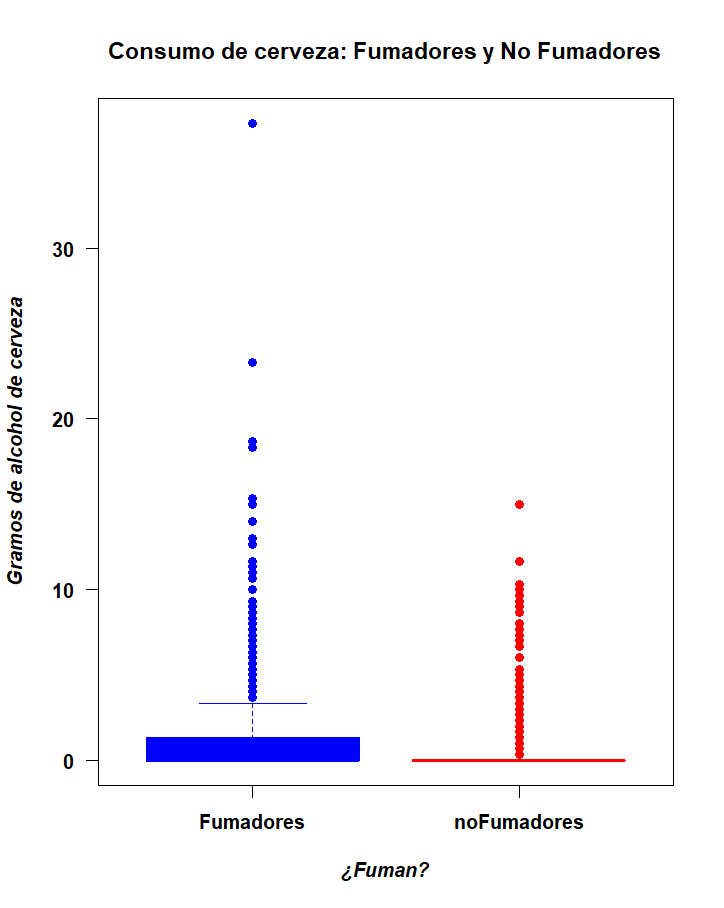 Consumo de cerveza: Fumadores y No Fumadores
Gramos de alcohol de cerveza
30
20
10
0
Fumadores
noFumadores
¿Fuman?